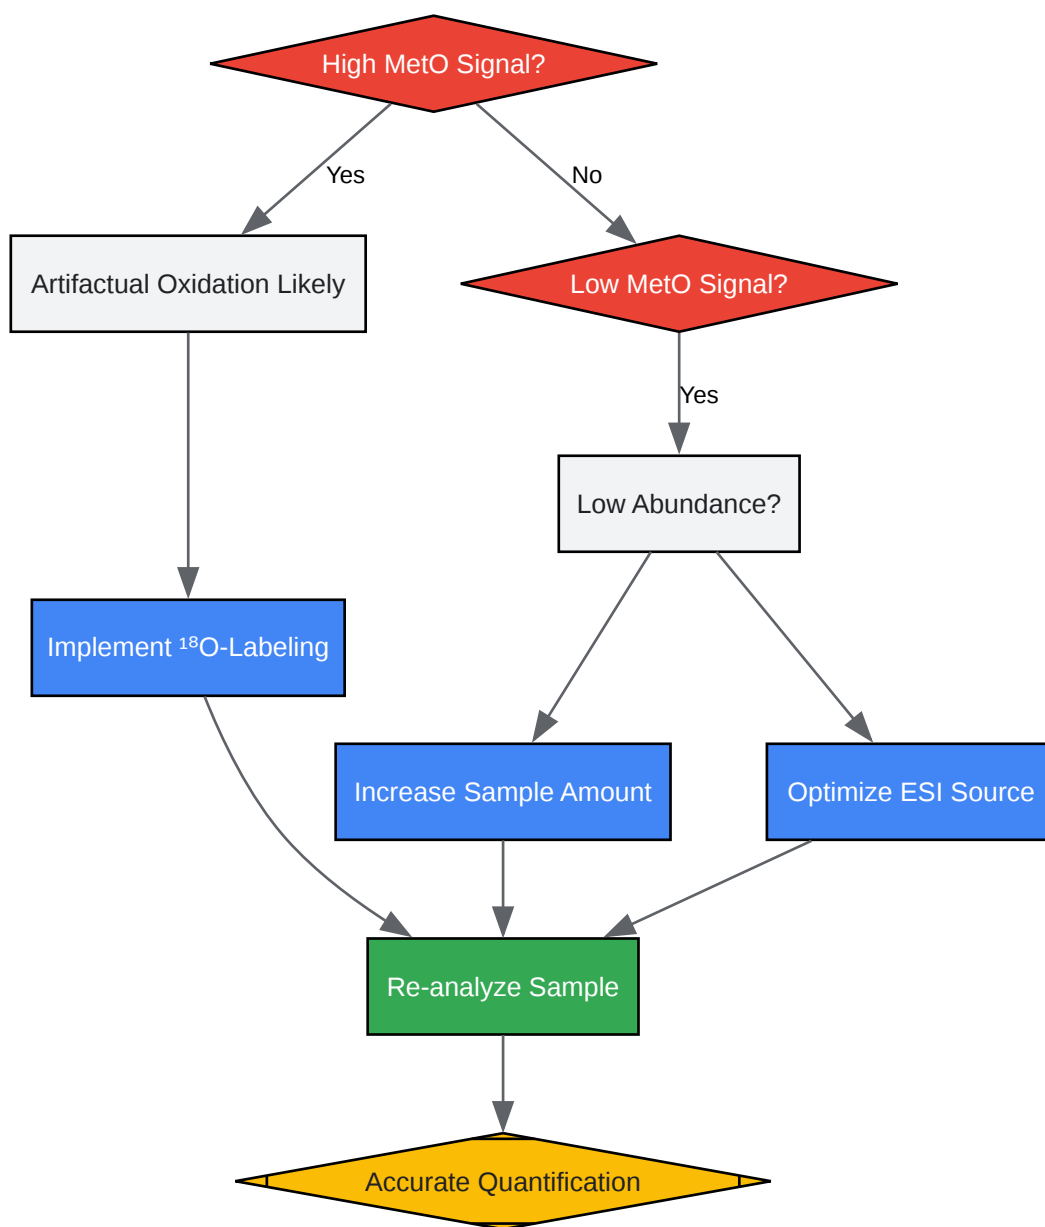 High MetO Signal?
Yes
No
Artifactual Oxidation Likely
Low MetO Signal?
Yes
Low Abundance?
Implement ¹⁸O-Labeling
Increase Sample Amount
Optimize ESI Source
Re-analyze Sample
Accurate Quantification